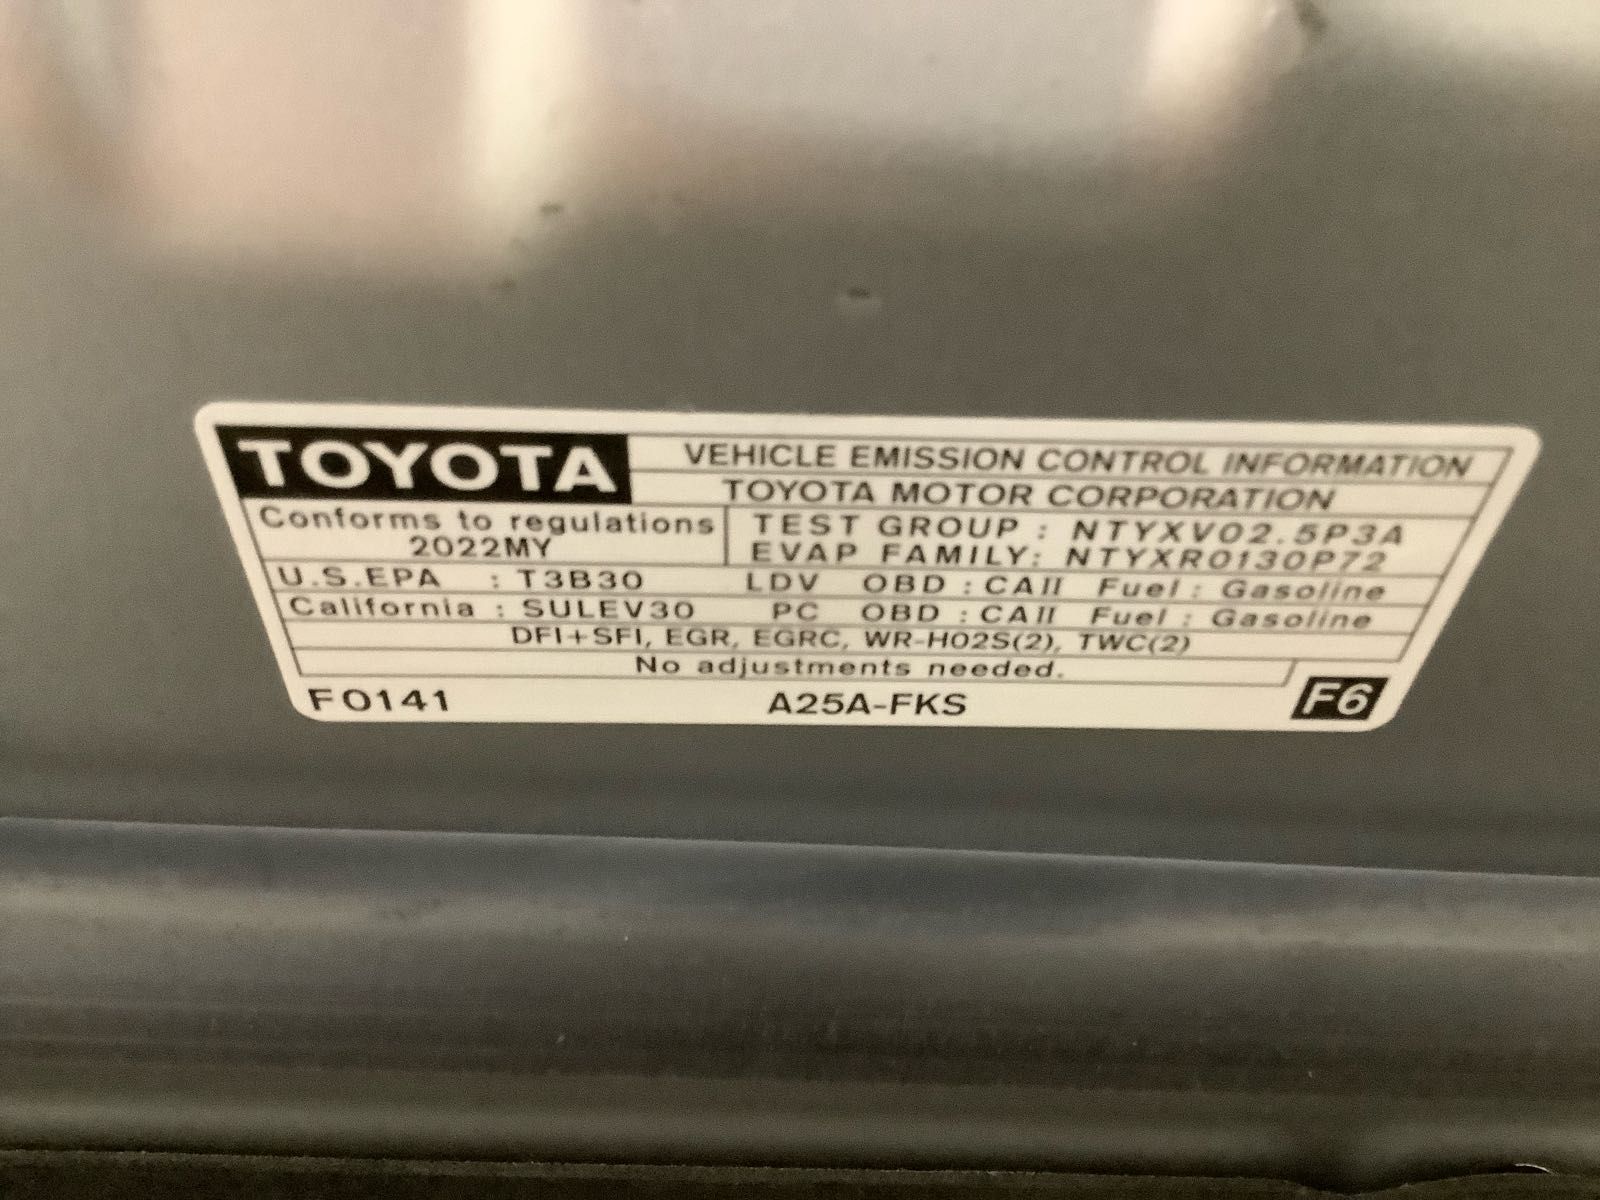 TOYOTA
VEHICLE EMISSION CONTROL INFORMATION
TOYOTA MOTOR CORPORATION
Conforms to regulations
2022MY
TEST GROUP : NTYXV02.5P3A
EVAP FAMILY: NTYXR0130P72
U.S.EPA : T3B30 LDV OBD : CAII Fuel : Gasoline
California : SULEV30 PC OBD : CAII Fuel : Gasoline
DFI+SFI, EGR, EGRC, WR-HO2S(2), TWC(2)
No adjustments needed.
F0141 A25A-FKS F6